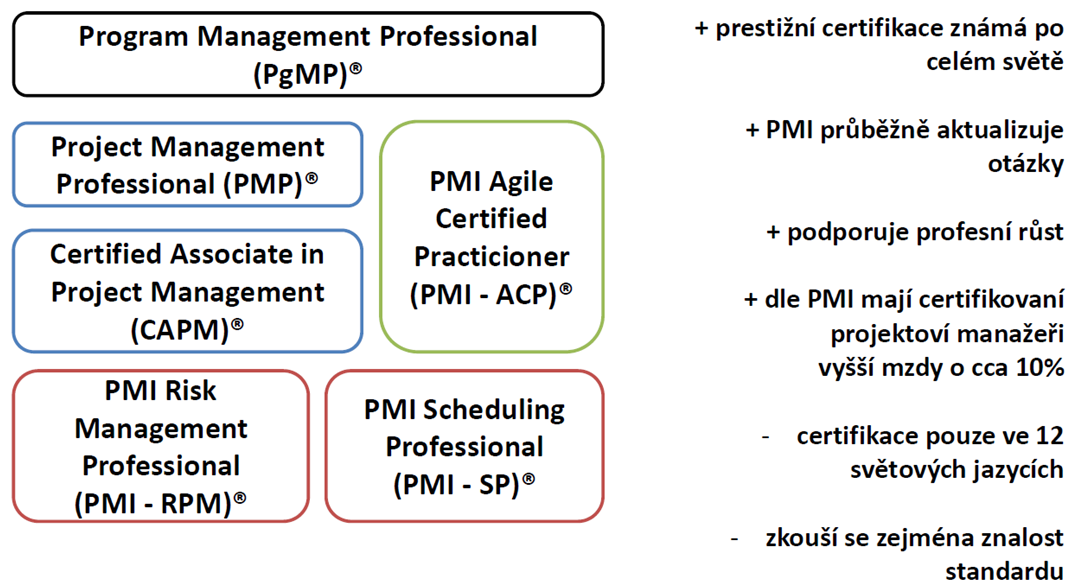 Program Management Professional
(PgMP)®
Project Management
Professional (PMP)®
PMI Agile
Certified
Practicioner
(PMI - ACP)®
Certified Associate in
Project Management
(CAPM)®
PMI Risk
Management
Professional
(PMI - RPM)®
PMI Scheduling
Professional
(PMI - SP)®
+ prestižní certifikace známá po
celém světě
+ PMI průběžně aktualizuje
otázky
+ podporuje profesní růst
+ dle PMI mají certifikovaní
projektoví manažeři
vyšší mzdy o cca 10%
- certifikace pouze ve 12
světových jazycích
- zkouší se zejména znalost
standardu